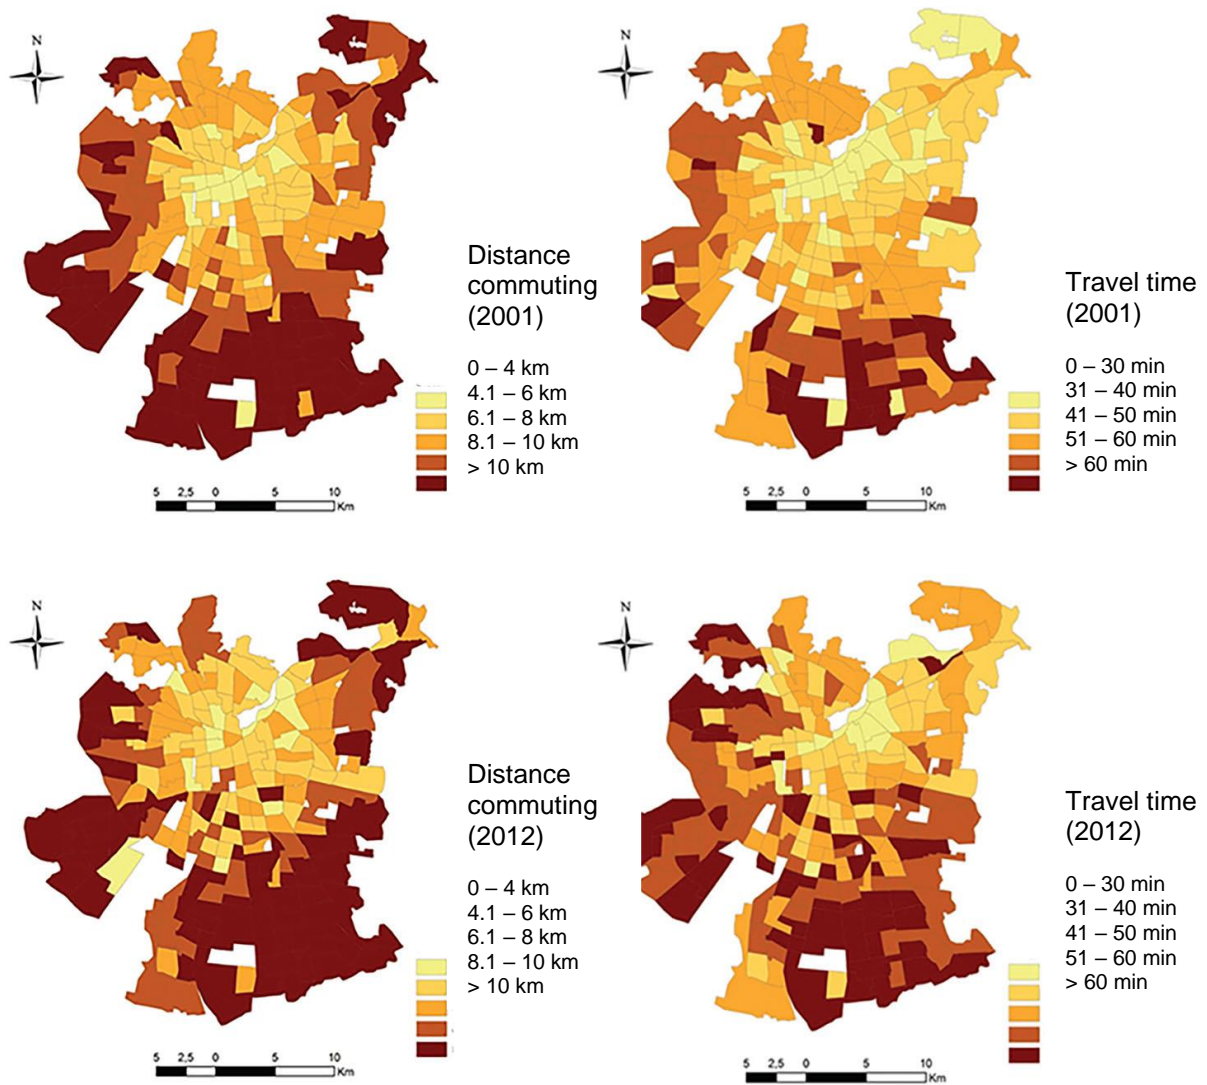 N
Distance
commuting
(2001)
0 – 4 km
4.1 – 6 km
6.1 – 8 km
8.1 – 10 km
> 10 km
5 2,5 0 5 10
Km
N
Travel time
(2001)
0 – 30 min
31 – 40 min
41 – 50 min
51 – 60 min
> 60 min
5 2,5 0 5 10
Km
N
Distance
commuting
(2012)
0 – 4 km
4.1 – 6 km
6.1 – 8 km
8.1 – 10 km
> 10 km
5 2,5 0 5 10
Km
N
Travel time
(2012)
0 – 30 min
31 – 40 min
41 – 50 min
51 – 60 min
> 60 min
5 2,5 0 5 10
Km